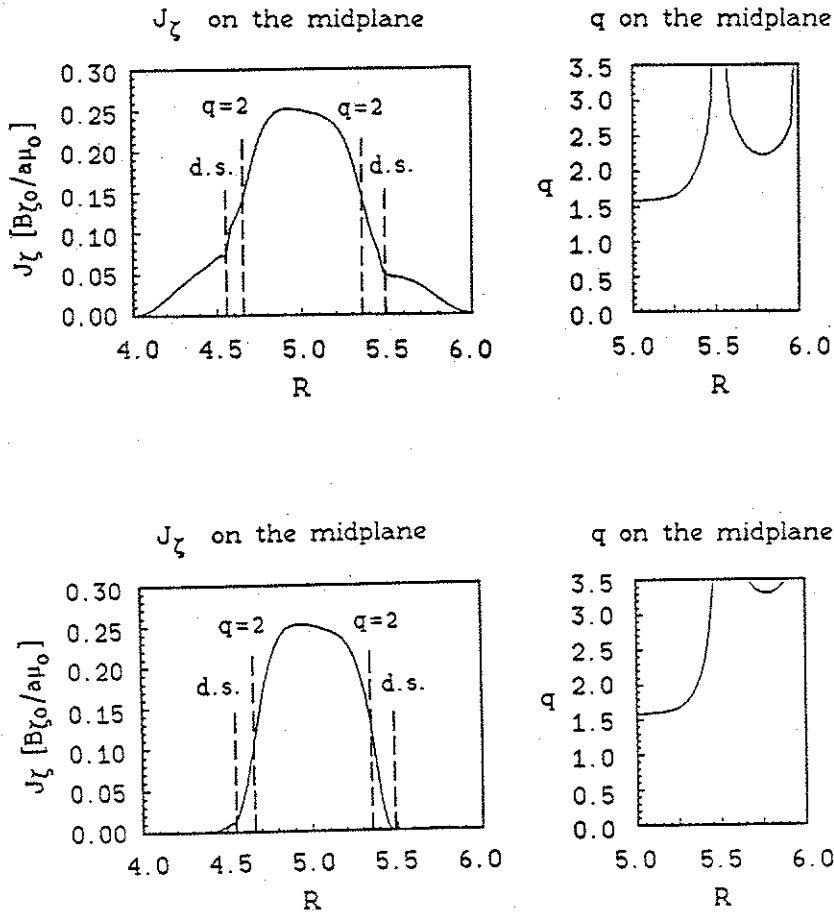 J_ζ on the midplane
q on the midplane
J_ζ [B_ζ0/aμ_0]
0.30
0.25
0.20
0.15
0.10
0.05
0.00
q=2
q=2
d.s.
d.s.
4.0 4.5 5.0 5.5 6.0
R
q
3.5
3.0
2.5
2.0
1.5
1.0
0.5
0.0
5.0 5.5 6.0
R
J_ζ on the midplane
q on the midplane
J_ζ [B_ζ0/aμ_0]
0.30
0.25
0.20
0.15
0.10
0.05
0.00
q=2
q=2
d.s.
d.s.
4.0 4.5 5.0 5.5 6.0
R
q
3.5
3.0
2.5
2.0
1.5
1.0
0.5
0.0
5.0 5.5 6.0
R